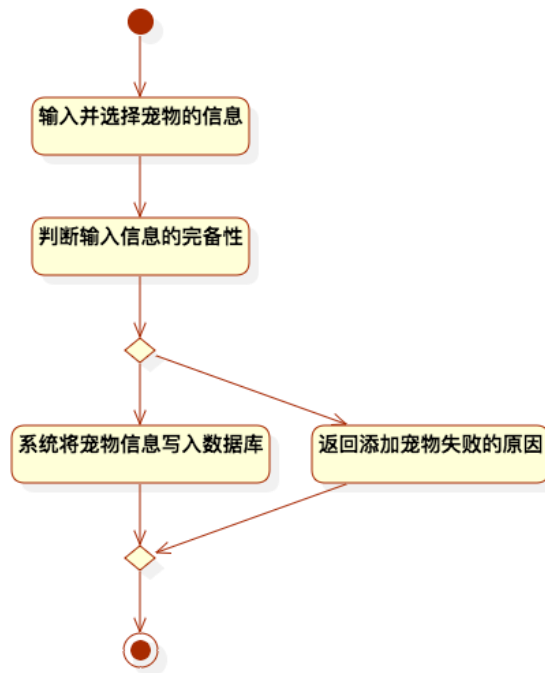 输入并选择宠物的信息
判断输入信息的完备性
系统将宠物信息写入数据库
返回添加宠物失败的原因